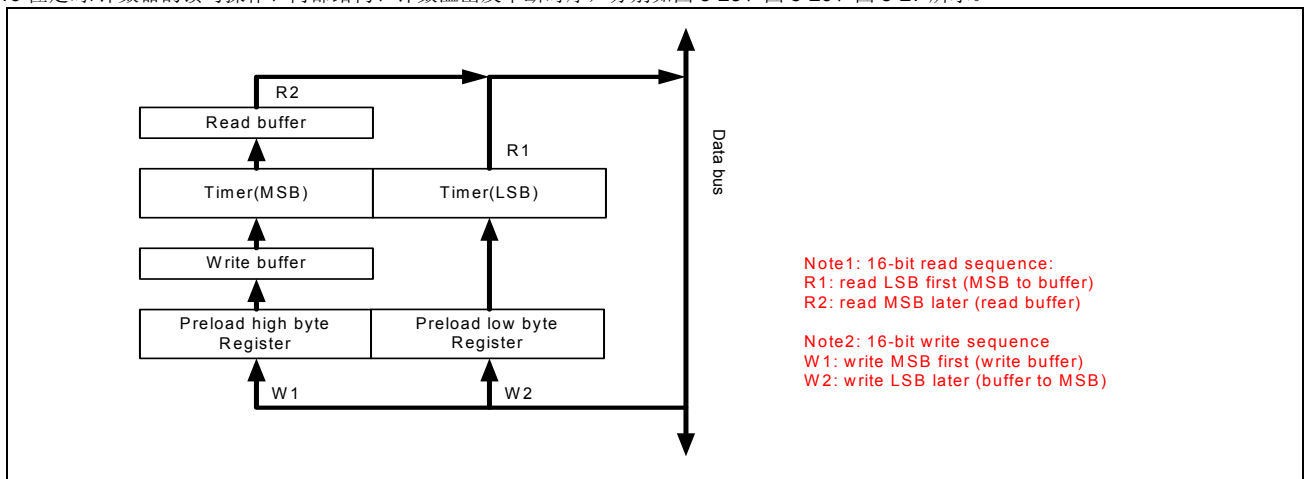 R2
Read buffer
R1
Timer(MSB)
Timer(LSB)
Data bus
Write buffer
Preload high byte
Register
Preload low byte
Register
W1
W2
Note1: 16-bit read sequence:
R1: read LSB first (MSB to buffer)
R2: read MSB later (read buffer)
Note2: 16-bit write sequence
W1: write MSB first (write buffer)
W2: write LSB later (buffer to MSB)